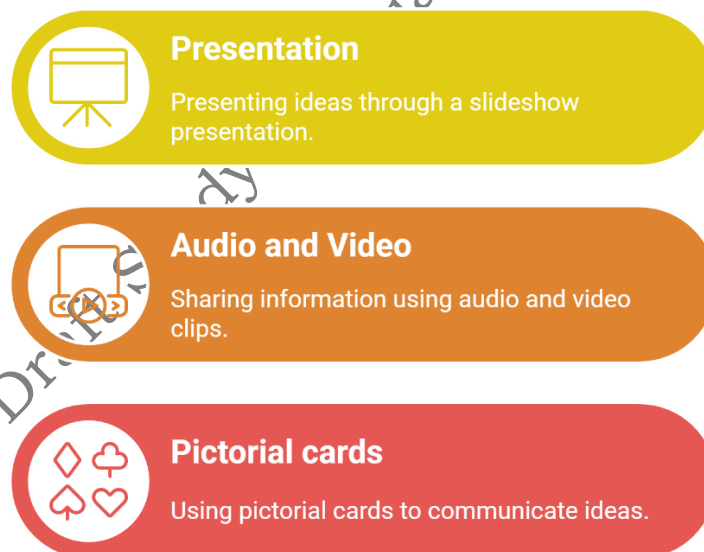 Presentation
Presenting ideas through a slideshow
presentation.
Audio and Video
Sharing information using audio and video
clips.
Pictorial cards
Using pictorial cards to communicate ideas.
Draft